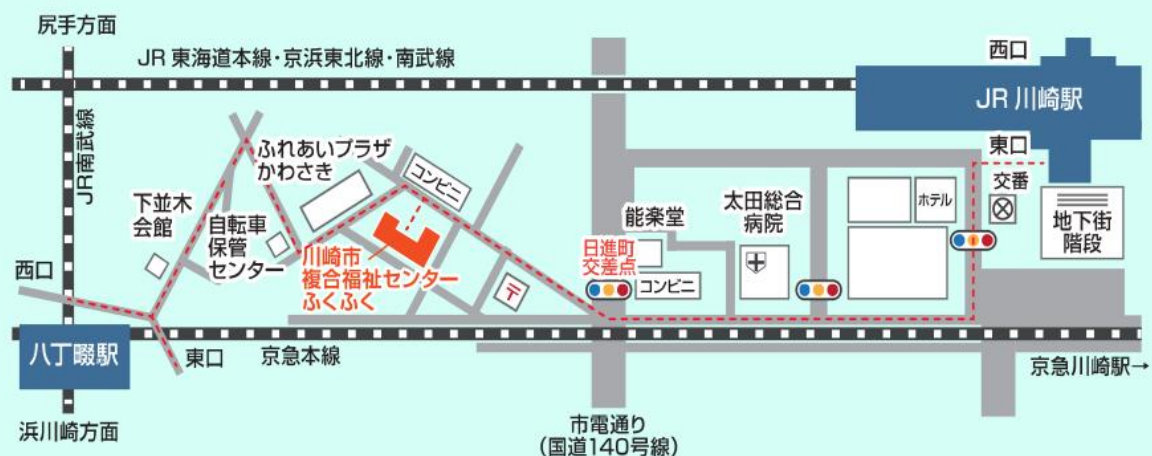 尻手方面
JR 東海道本線・京浜東北線・南武線
西口
JR 川崎駅
JR南武線
東口
交番
ふれあいプラザ
かわさき
コンビニ
下並木
会館
自転車
保管
センター
川崎市
複合福祉センター
ふくふく
〒
能楽堂
日進町
交差点
コンビニ
太田総合
病院
ホテル
地下街
階段
西口
八丁畷駅
東口
京急本線
京急川崎駅→
浜川崎方面
市電通り
(国道140号線)